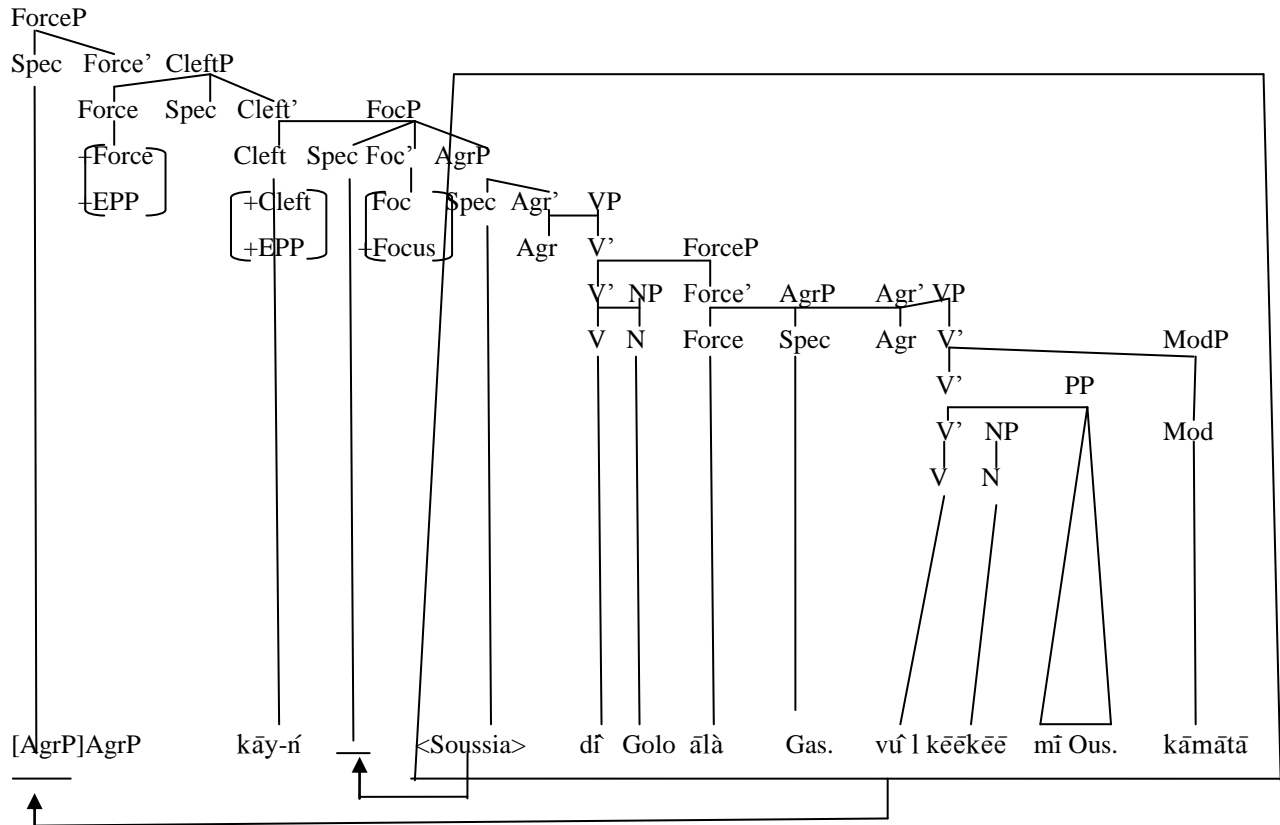 ForceP
Spec Force’ CleftP
Force Spec Cleft’ FocP
+Force Cleft Spec Foc’ AgrP
+EPP +Cleft Foc Spec Agr’ VP
+EPP +Focus Agr V’ ForceP
V’ NP Force’ AgrP Agr’ VP
V N Force Spec Agr V’ ModP
V’ PP
V’ NP Mod
V N
[AgrP]AgrP kāy-ń <Soussia> dî Golo ālà Gas. vû l kēēkēē mî Ous. kāmātā